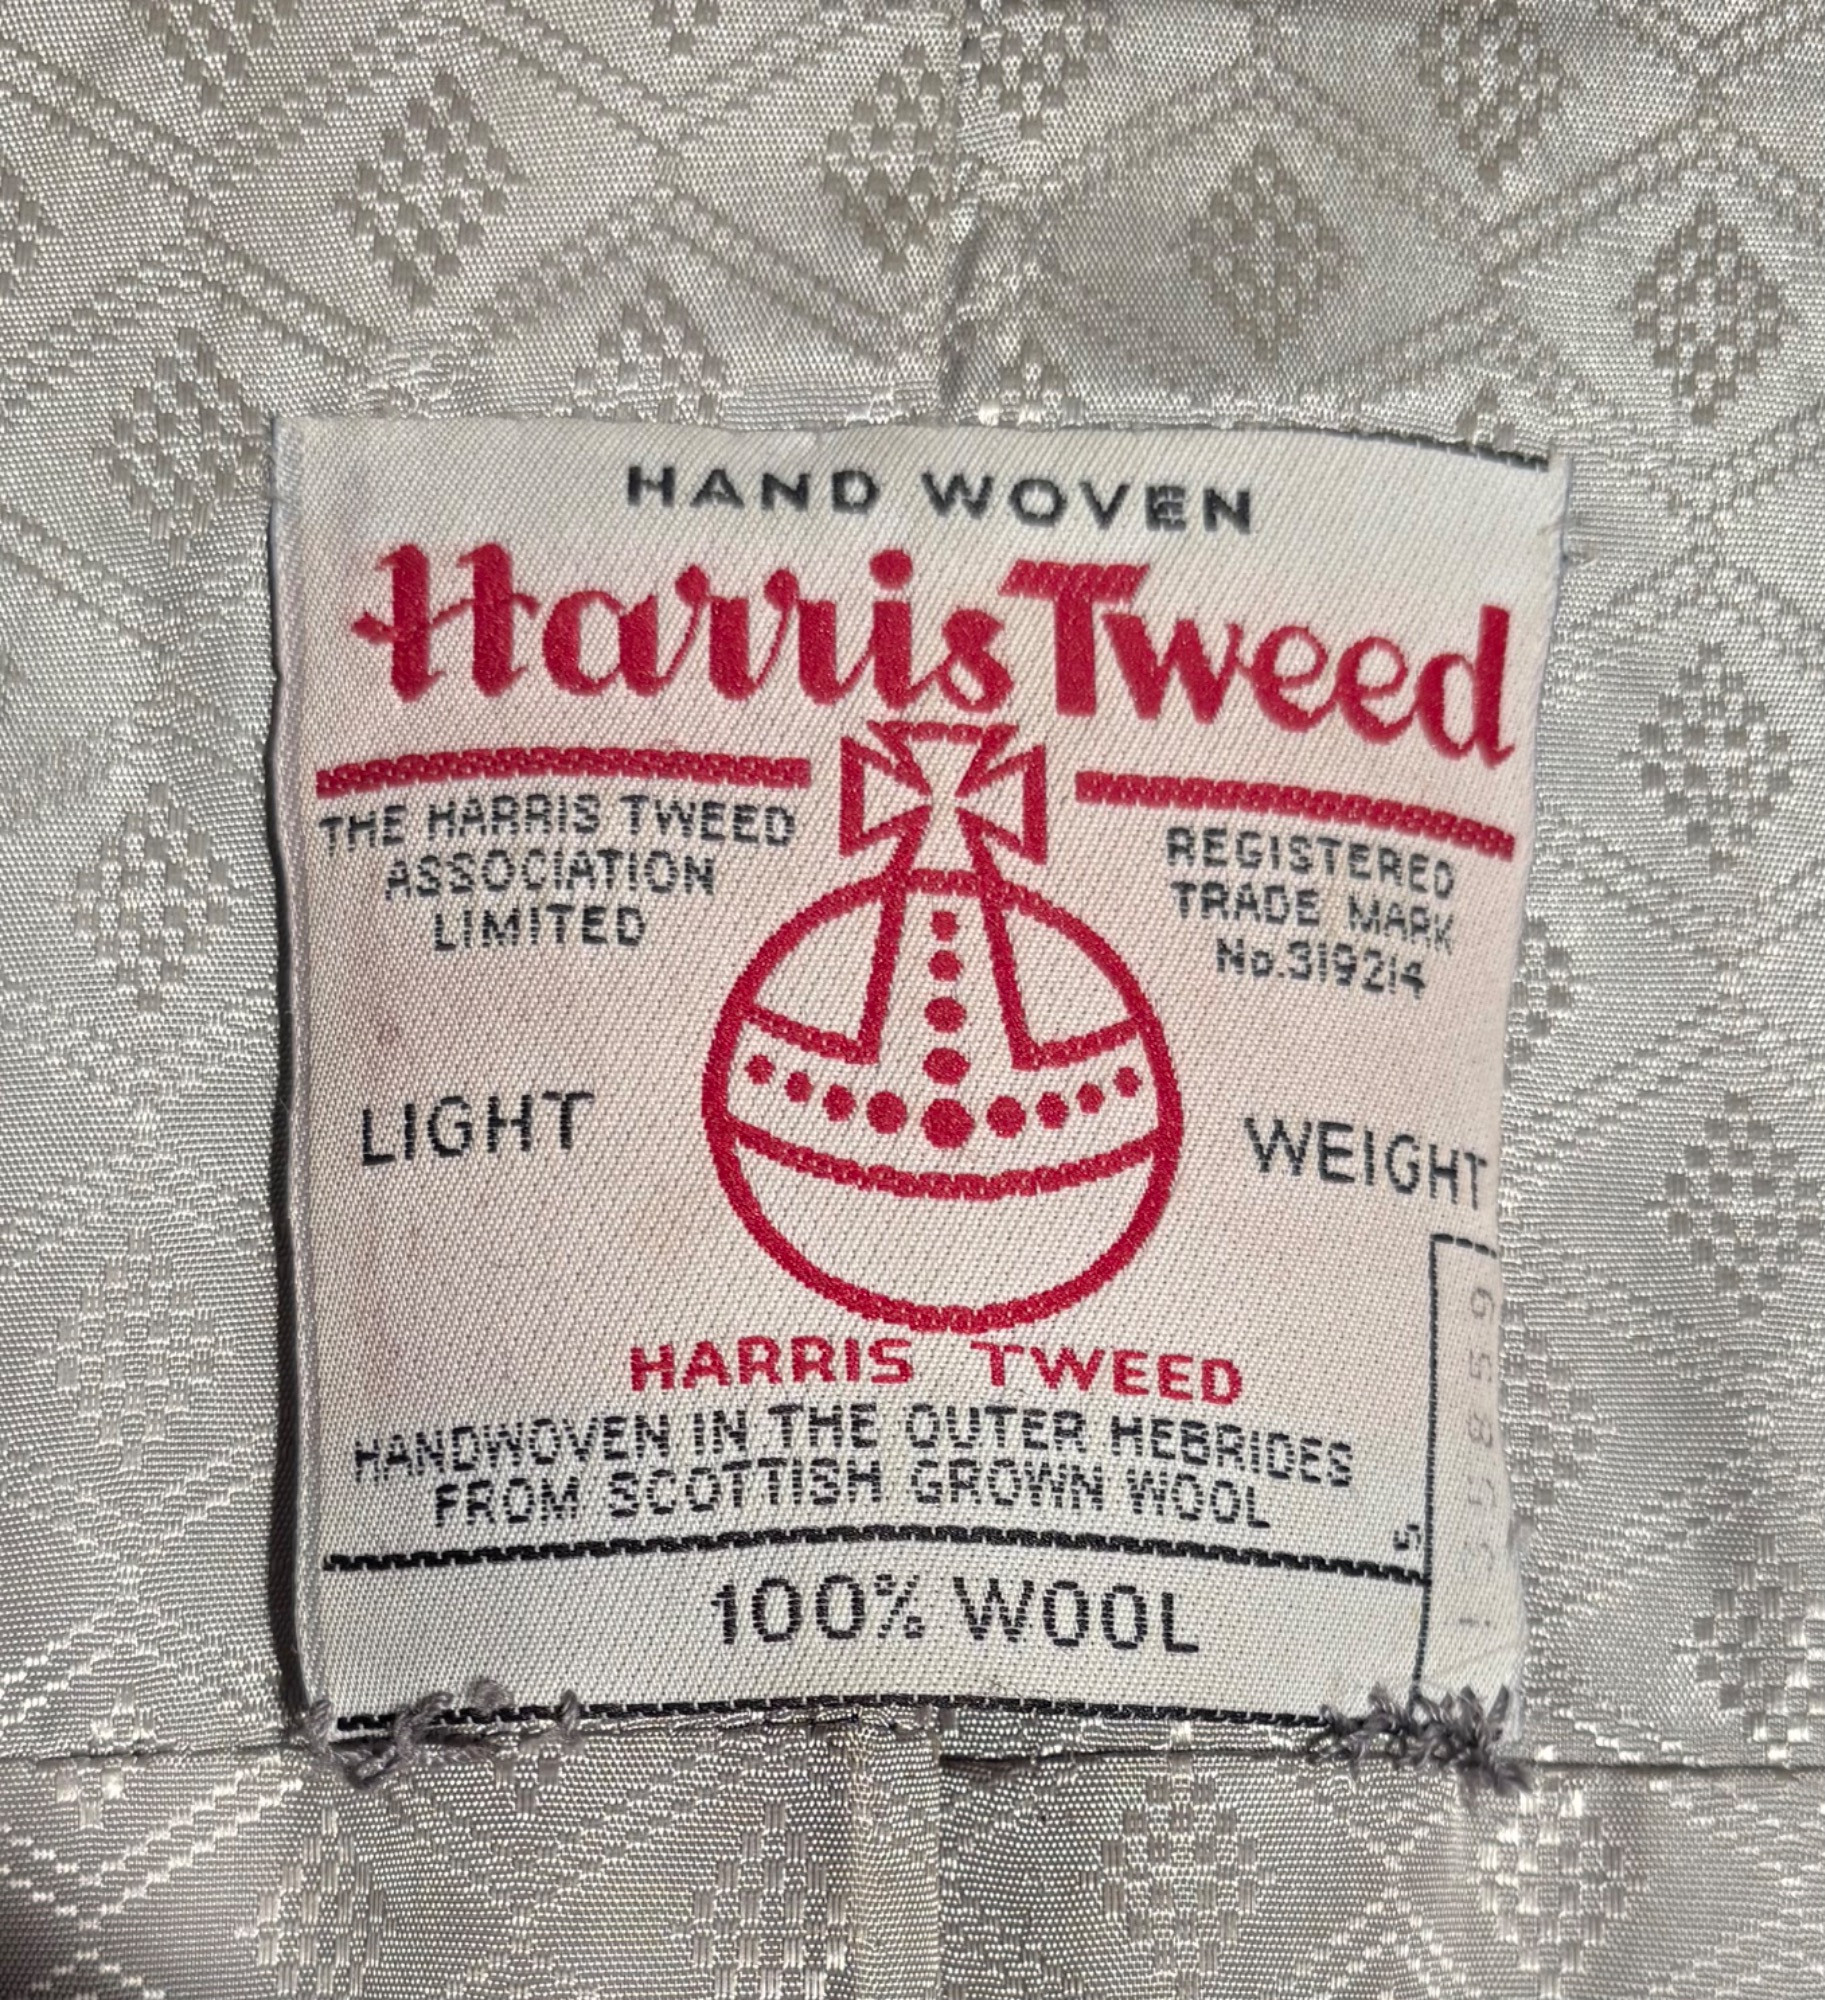 HAND WOVEN
Harris Tweed
THE HARRIS TWEED
ASSOCIATION
LIMITED
REGISTERED
TRADE MARK
No.319214
LIGHT WEIGHT
HARRIS TWEED
HANDWOVEN IN THE OUTER HEBRIDES
FROM SCOTTISH GROWN WOOL
5
100% WOOL